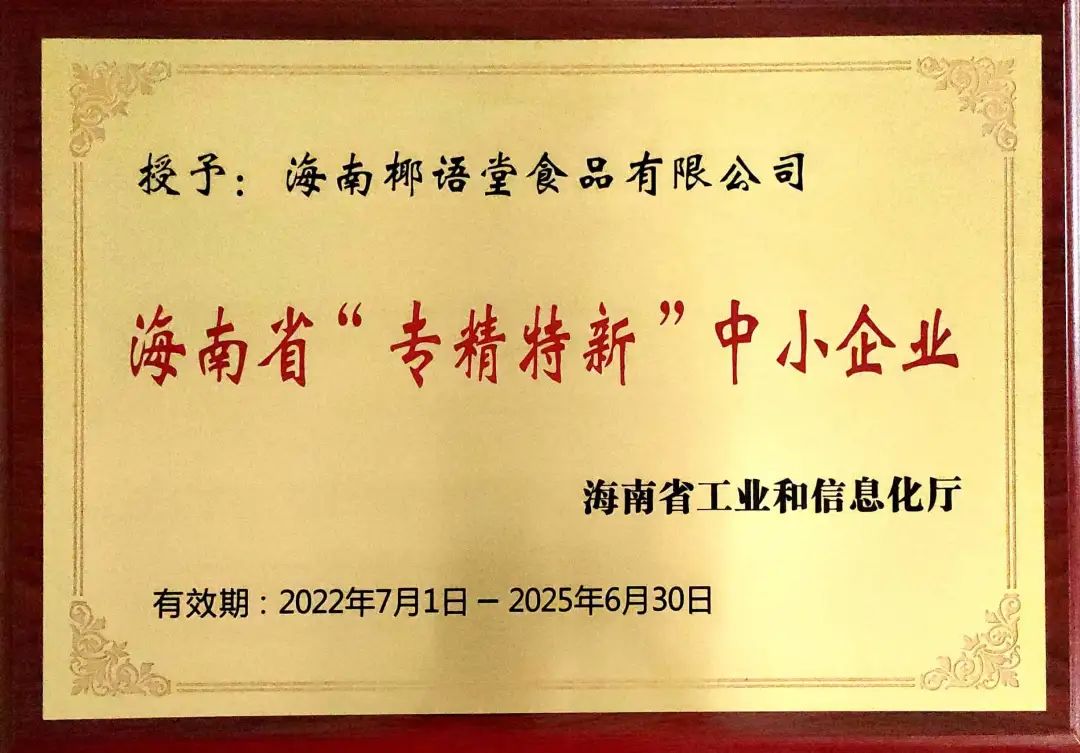 授予：海南椰语堂食品有限公司
海南省“专精特新”中小企业
海南省工业和信息化厅
有效期：2022年7月1日－2025年6月30日